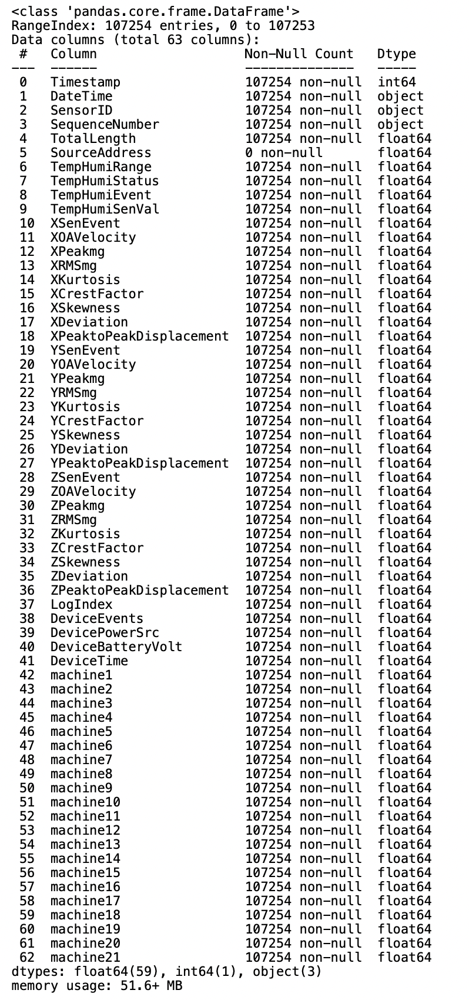 <class 'pandas.core.frame.DataFrame'>
RangeIndex: 107254 entries, 0 to 107253
Data columns (total 63 columns):
 #   Column                   Non-Null Count   Dtype
---  ------                   --------------   -----
 0   Timestamp                107254 non-null  int64
 1   DateTime                 107254 non-null  object
 2   SensorID                 107254 non-null  object
 3   SequenceNumber           107254 non-null  object
 4   TotalLength              107254 non-null  float64
 5   SourceAddress            0 non-null       float64
 6   TempHumiRange            107254 non-null  float64
 7   TempHumiStatus           107254 non-null  float64
 8   TempHumiEvent            107254 non-null  float64
 9   TempHumiSenVal           107254 non-null  float64
 10  XSenEvent                107254 non-null  float64
 11  XOAVelocity              107254 non-null  float64
 12  XPeakmg                  107254 non-null  float64
 13  XRMSmg                   107254 non-null  float64
 14  XKurtosis                107254 non-null  float64
 15  XCrestFactor             107254 non-null  float64
 16  XSkewness                107254 non-null  float64
 17  XDeviation               107254 non-null  float64
 18  XPeaktoPeakDisplacement  107254 non-null  float64
 19  YSenEvent                107254 non-null  float64
 20  YOAVelocity              107254 non-null  float64
 21  YPeakmg                  107254 non-null  float64
 22  YRMSmg                   107254 non-null  float64
 23  YKurtosis                107254 non-null  float64
 24  YCrestFactor             107254 non-null  float64
 25  YSkewness                107254 non-null  float64
 26  YDeviation               107254 non-null  float64
 27  YPeaktoPeakDisplacement  107254 non-null  float64
 28  ZSenEvent                107254 non-null  float64
 29  ZOAVelocity              107254 non-null  float64
 30  ZPeakmg                  107254 non-null  float64
 31  ZRMSmg                   107254 non-null  float64
 32  ZKurtosis                107254 non-null  float64
 33  ZCrestFactor             107254 non-null  float64
 34  ZSkewness                107254 non-null  float64
 35  ZDeviation               107254 non-null  float64
 36  ZPeaktoPeakDisplacement  107254 non-null  float64
 37  LogIndex                 107254 non-null  float64
 38  DeviceEvents             107254 non-null  float64
 39  DevicePowerSrc           107254 non-null  float64
 40  DeviceBatteryVolt        107254 non-null  float64
 41  DeviceTime               107254 non-null  float64
 42  machine1                 107254 non-null  float64
 43  machine2                 107254 non-null  float64
 44  machine3                 107254 non-null  float64
 45  machine4                 107254 non-null  float64
 46  machine5                 107254 non-null  float64
 47  machine6                 107254 non-null  float64
 48  machine7                 107254 non-null  float64
 49  machine8                 107254 non-null  float64
 50  machine9                 107254 non-null  float64
 51  machine10                107254 non-null  float64
 52  machine11                107254 non-null  float64
 53  machine12                107254 non-null  float64
 54  machine13                107254 non-null  float64
 55  machine14                107254 non-null  float64
 56  machine15                107254 non-null  float64
 57  machine16                107254 non-null  float64
 58  machine17                107254 non-null  float64
 59  machine18                107254 non-null  float64
 60  machine19                107254 non-null  float64
 61  machine20                107254 non-null  float64
 62  machine21                107254 non-null  float64
dtypes: float64(59), int64(1), object(3)
memory usage: 51.6+ MB